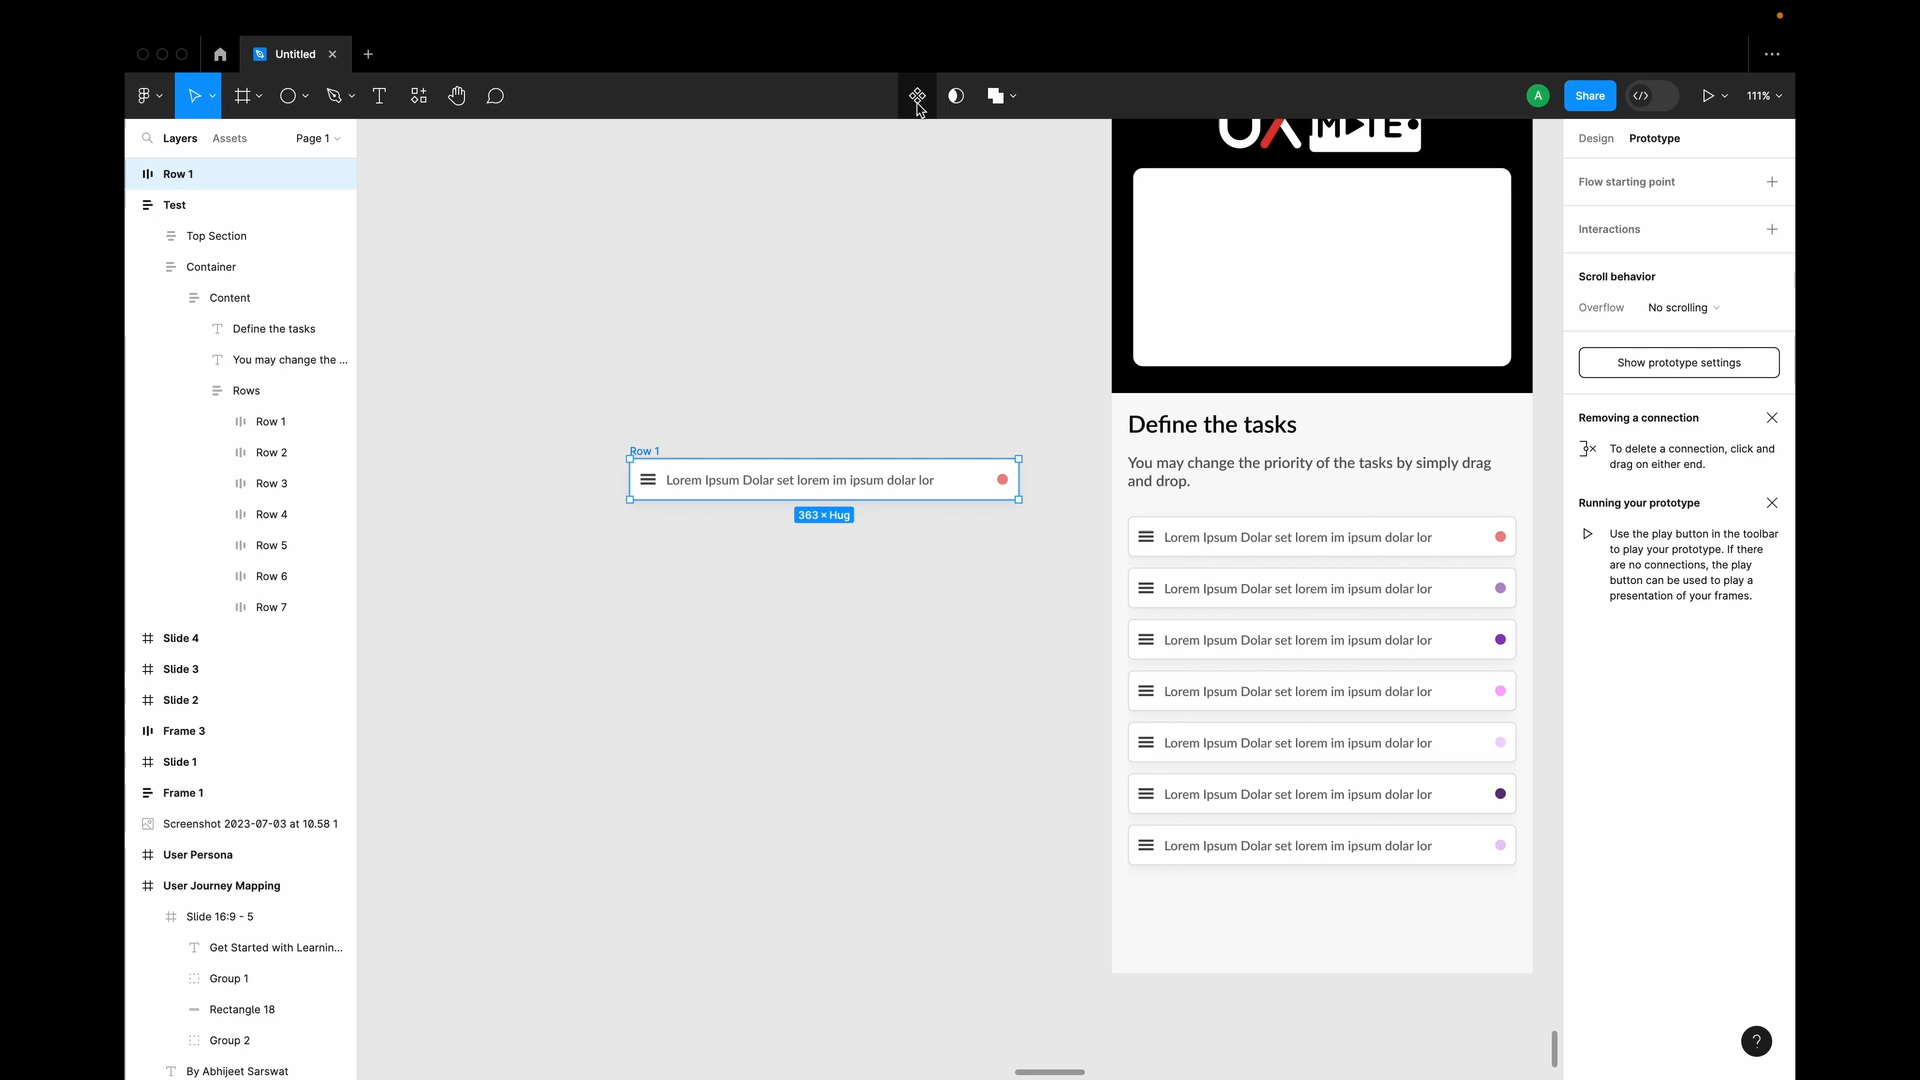 Untitled
A
Share
111%
Layers
Assets
Page 1
Row 1
Test
Top Section
Container
Content
Define the tasks
You may change the ...
Rows
Row 1
Row 2
Row 3
Row 4
Row 5
Row 6
Row 7
Slide 4
Slide 3
Slide 2
Frame 3
Slide 1
Frame 1
Screenshot 2023-07-03 at 10.58 1
User Persona
User Journey Mapping
Slide 16:9 - 5
Get Started with Learnin...
Group 1
Rectangle 18
Group 2
By Abhijeet Sarswat
Row 1
Lorem Ipsum Dolar set lorem im ipsum dolar lor
363 × Hug
UX MATE
Define the tasks
You may change the priority of the tasks by simply drag
and drop.
Lorem Ipsum Dolar set lorem im ipsum dolar lor
Lorem Ipsum Dolar set lorem im ipsum dolar lor
Lorem Ipsum Dolar set lorem im ipsum dolar lor
Lorem Ipsum Dolar set lorem im ipsum dolar lor
Lorem Ipsum Dolar set lorem im ipsum dolar lor
Lorem Ipsum Dolar set lorem im ipsum dolar lor
Lorem Ipsum Dolar set lorem im ipsum dolar lor
Design
Prototype
Flow starting point
Interactions
Scroll behavior
Overflow
No scrolling
Show prototype settings
Removing a connection
To delete a connection, click and
drag on either end.
Running your prototype
Use the play button in the toolbar
to play your prototype. If there
are no connections, the play
button can be used to play a
presentation of your frames.
?